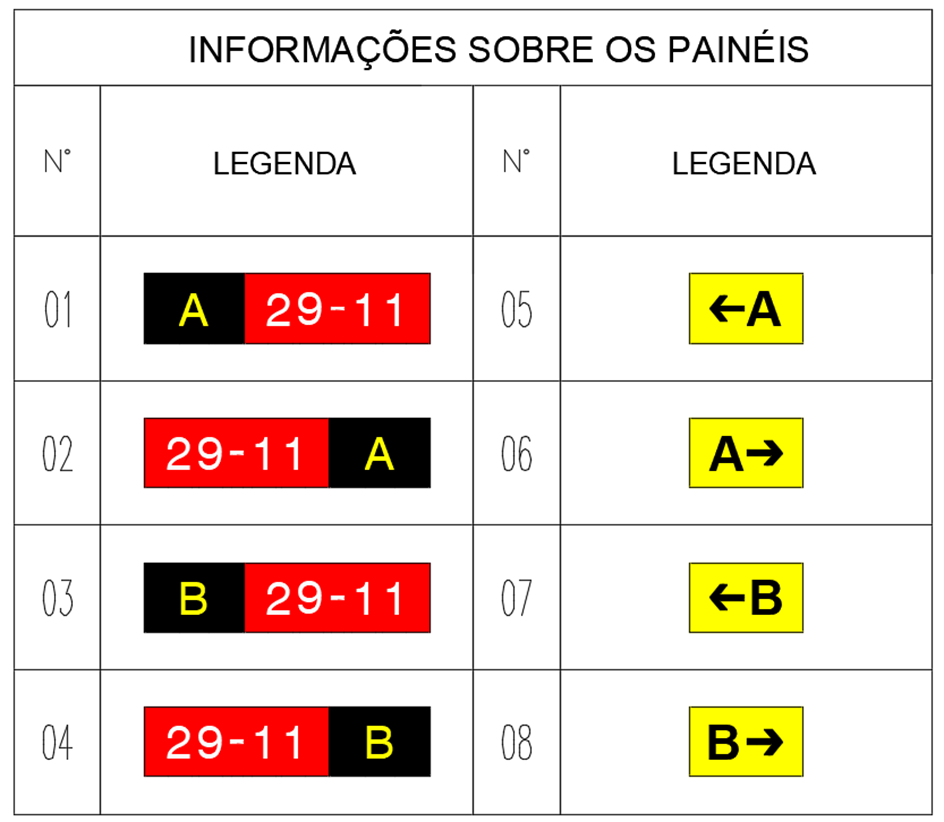 INFORMAÇÕES SOBRE OS PAINÉIS
N° LEGENDA N° LEGENDA
01 A 29-11 05 ←A
02 29-11 A 06 A→
03 B 29-11 07 ←B
04 29-11 B 08 B→